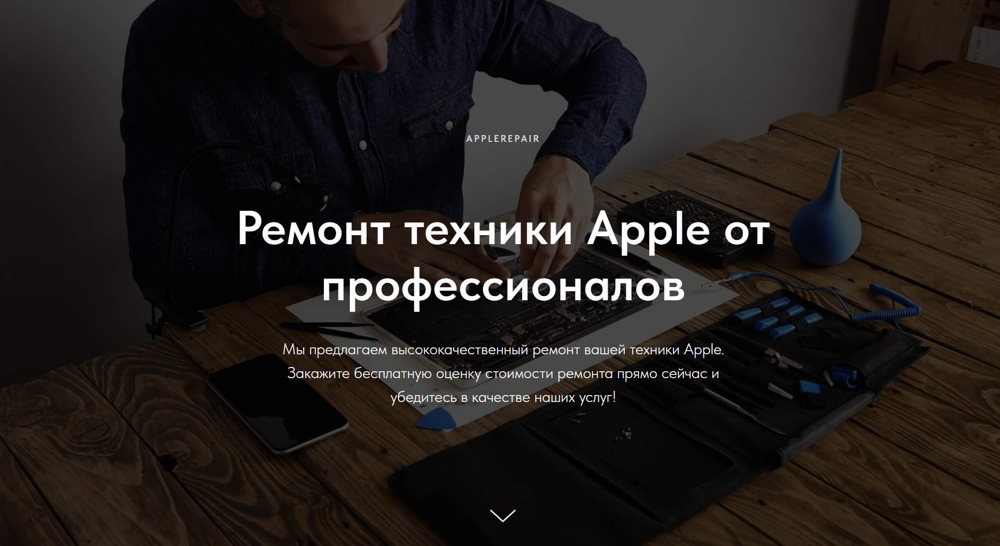 APPLEREPAIR
Ремонт техники Apple от
профессионалов
Мы предлагаем высококачественный ремонт вашей техники Apple.
Закажите бесплатную оценку стоимости ремонта прямо сейчас и
убедитесь в качестве наших услуг!